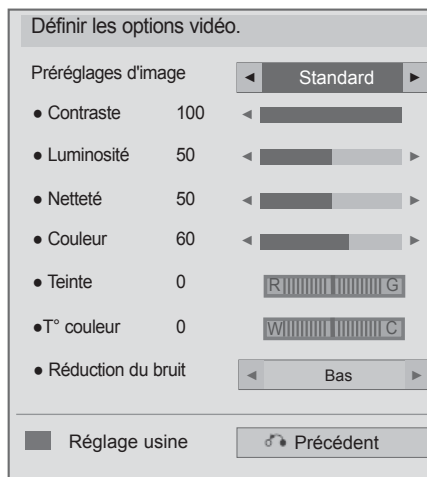 Définir les options vidéo.
Préréglages d'image ◄ Standard ►
● Contraste 100 ◄
● Luminosité 50 ◄ ►
● Netteté 50 ◄ ►
● Couleur 60 ◄ ►
● Teinte 0 R G
●T° couleur 0 W C
● Réduction du bruit ◄ Bas ►
Réglage usine Précédent